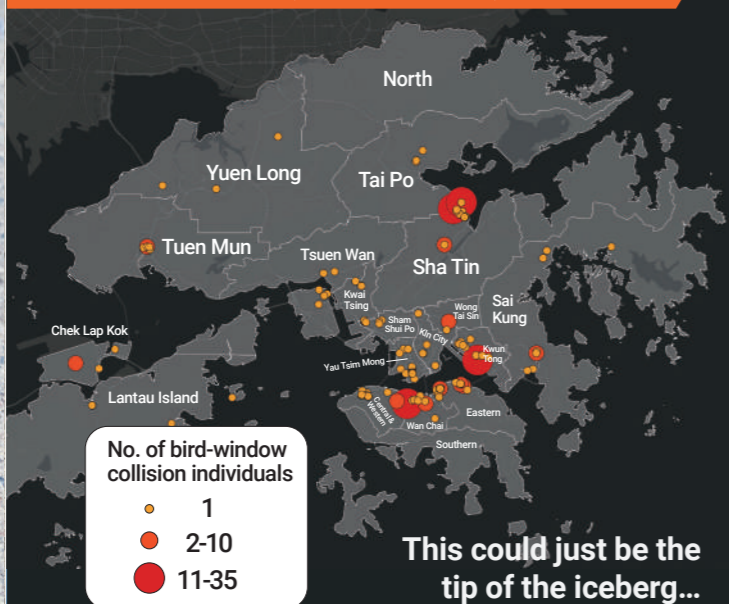 North
Yuen Long
Tai Po
Tuen Mun
Tsuen Wan
Sha Tin
Kwai
Tsing
Wong
Tai Sin
Sai
Kung
Sham
Shui Po
Kln City
Chek Lap Kok
Kwun
Tong
Yau Tsim Mong
Lantau Island
Central &
Western
Wan Chai
Eastern
Southern
No. of bird-window
collision individuals
1
2-10
11-35
This could just be the
tip of the iceberg...